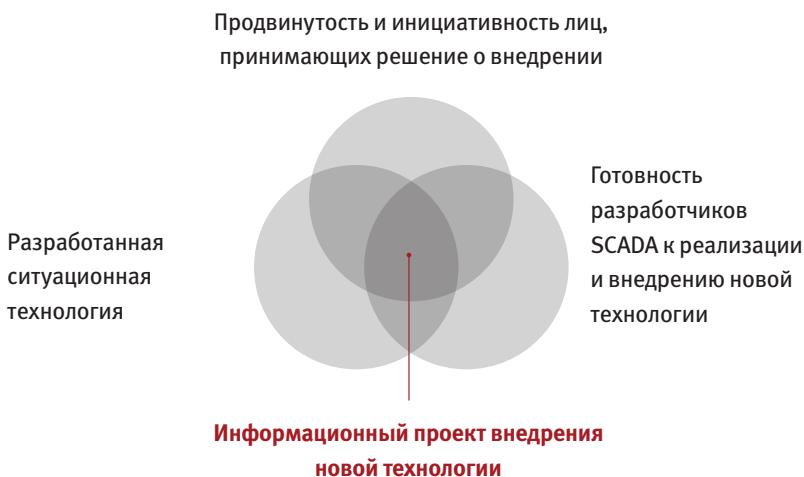 Продвинутость и инициативность лиц,
принимающих решение о внедрении
Готовность
разработчиков
SCADA к реализации
и внедрению новой
технологии
Разработанная
ситуационная
технология
Информационный проект внедрения
новой технологии